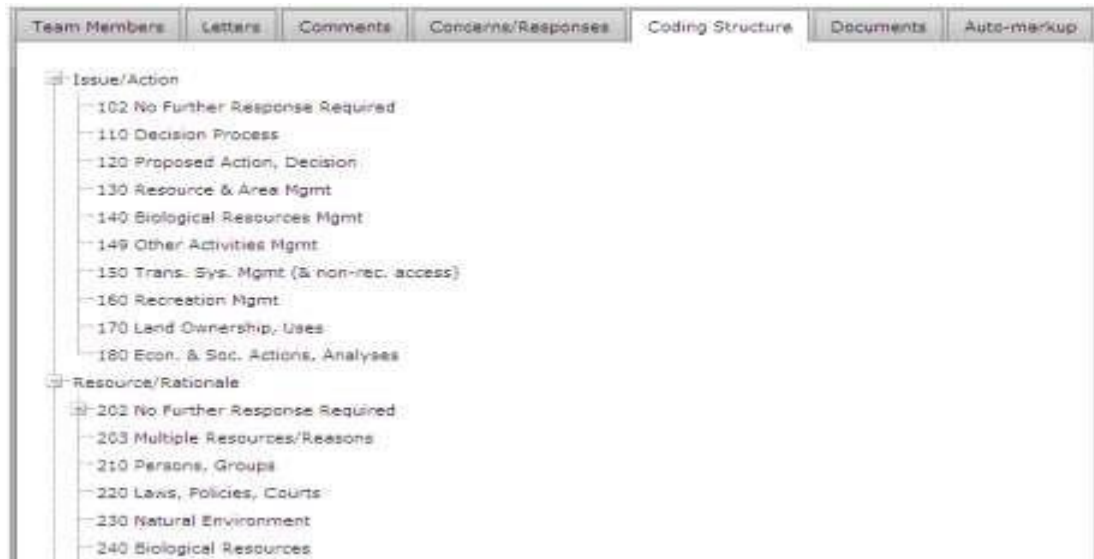 Team Members Letters Comments Concerns/Responses Coding Structure Documents Auto-markup
Issue/Action
102 No Further Response Required
110 Decision Process
120 Proposed Action, Decision
130 Resource & Area Mgmt
140 Biological Resources Mgmt
149 Other Activities Mgmt
150 Trans. Sys. Mgmt (& non-rec. access)
160 Recreation Mgmt
170 Land Ownership, Uses
180 Econ. & Soc. Actions, Analyses
Resource/Rationale
202 No Further Response Required
203 Multiple Resources/Reasons
210 Persons, Groups
220 Laws, Policies, Courts
230 Natural Environment
240 Biological Resources